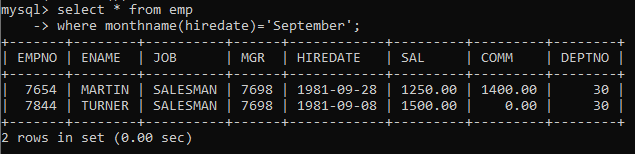 mysql> select * from emp
    -> where monthname(hiredate)='September';
+-------+--------+----------+------+------------+---------+---------+--------+
| EMPNO | ENAME  | JOB      | MGR  | HIREDATE   | SAL     | COMM    | DEPTNO |
+-------+--------+----------+------+------------+---------+---------+--------+
|  7654 | MARTIN | SALESMAN | 7698 | 1981-09-28 | 1250.00 | 1400.00 |     30 |
|  7844 | TURNER | SALESMAN | 7698 | 1981-09-08 | 1500.00 |    0.00 |     30 |
+-------+--------+----------+------+------------+---------+---------+--------+
2 rows in set (0.00 sec)